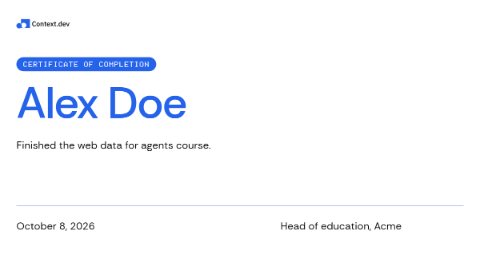 Context.dev
CERTIFICATE OF COMPLETION
Alex Doe
Finished the web data for agents course.
October 8, 2026
Head of education, Acme